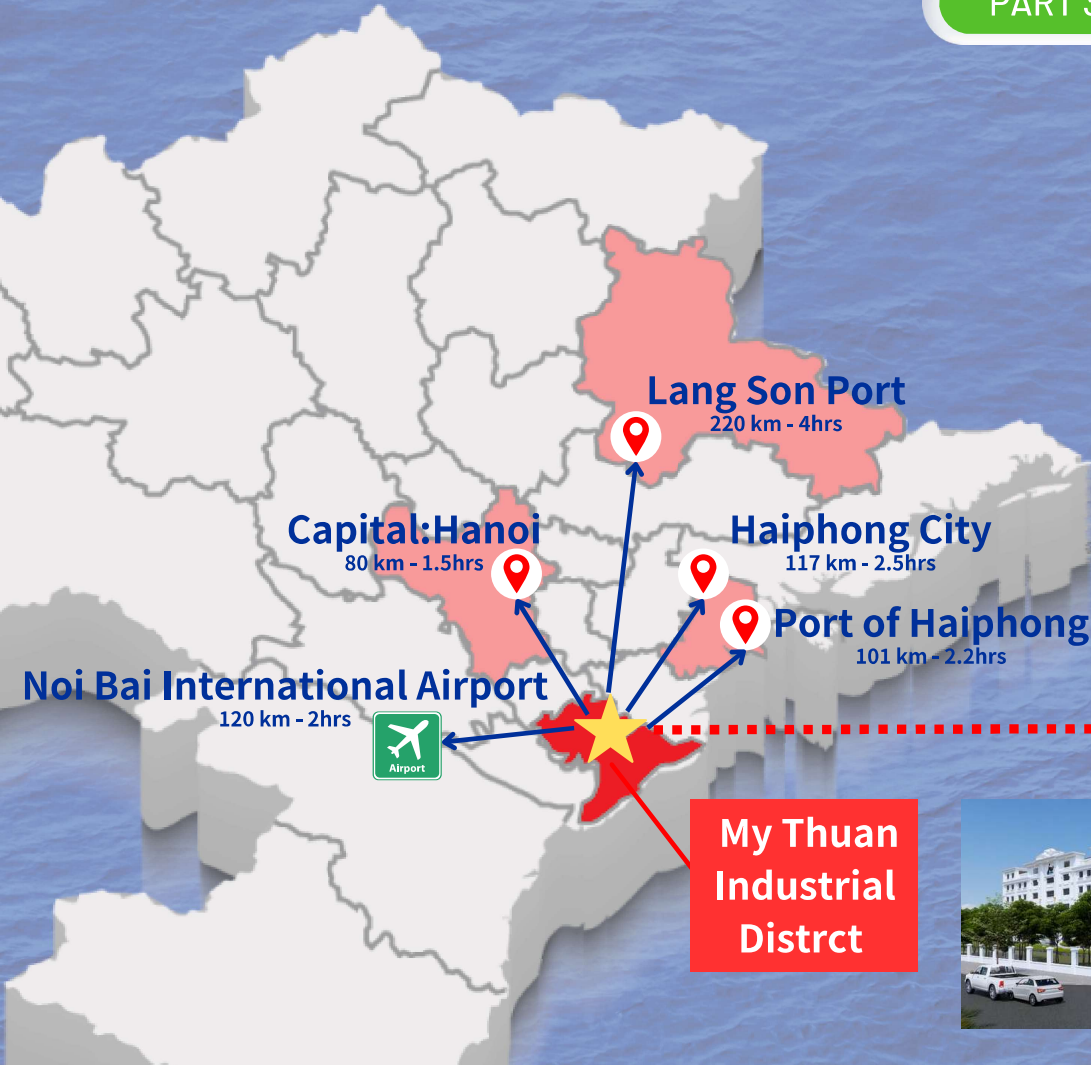 PART
Lang Son Port
220 km - 4hrs
Capital:Hanoi
80 km - 1.5hrs
Haiphong City
117 km - 2.5hrs
Port of Haiphong
101 km - 2.2hrs
Noi Bai International Airport
120 km - 2hrs
Airport
My Thuan
Industrial
Distrct